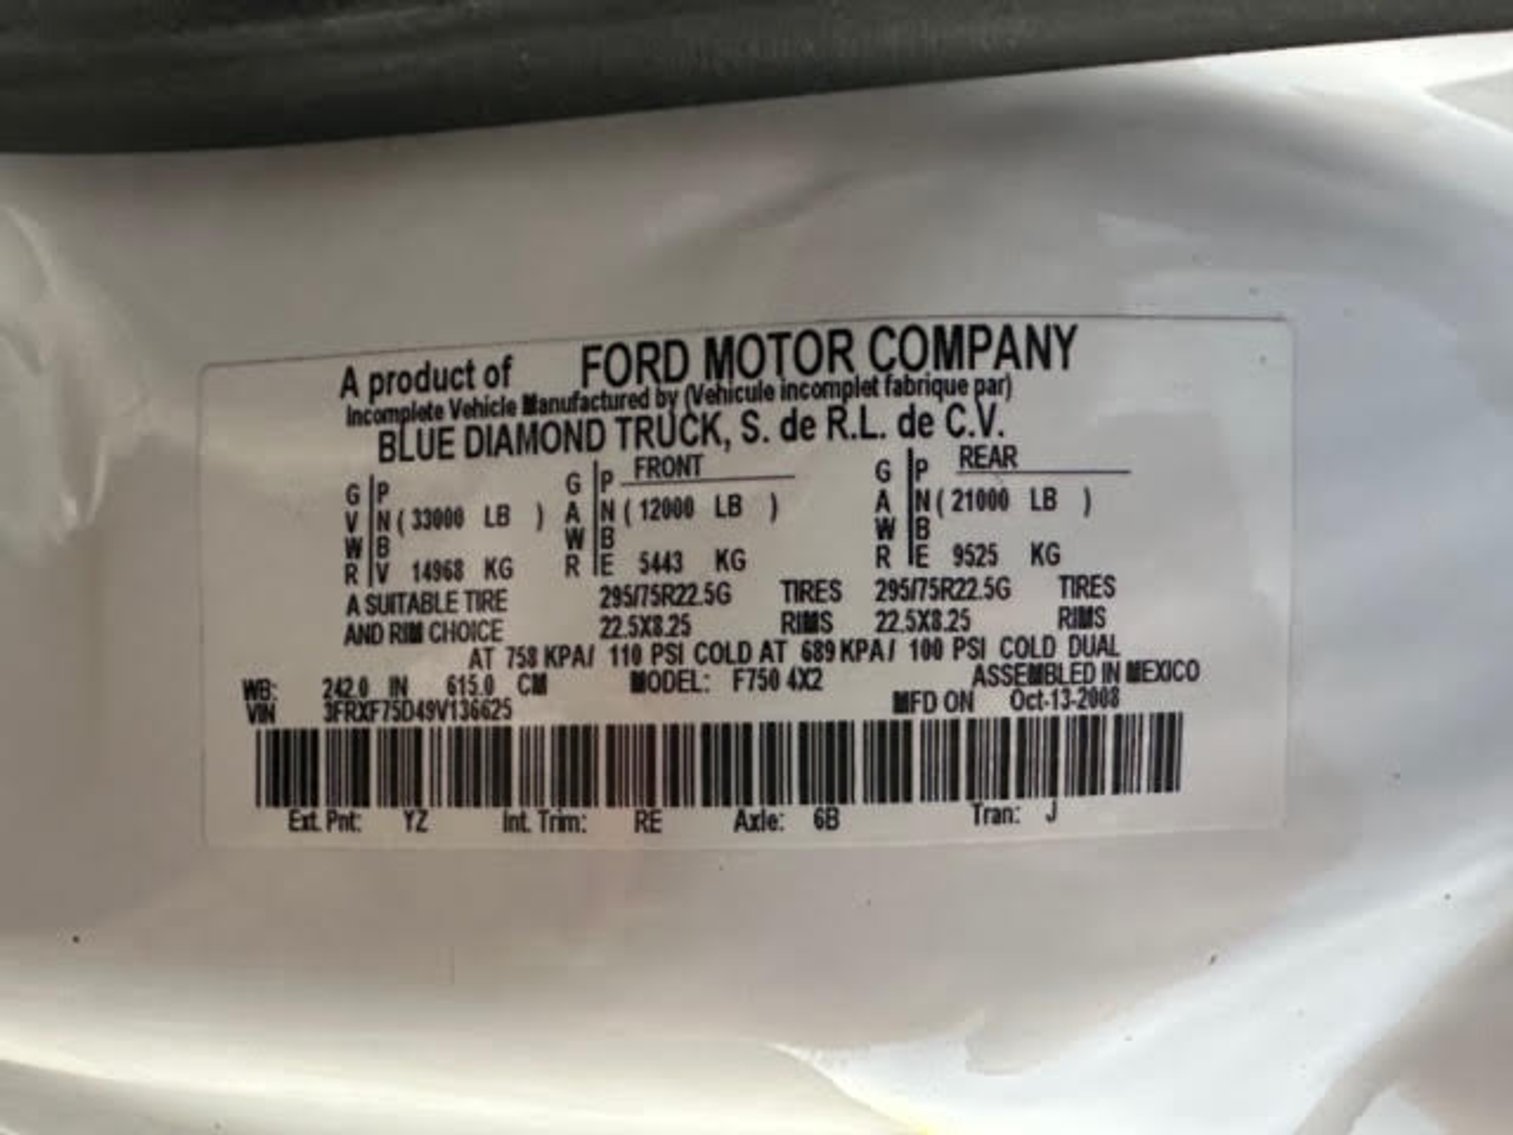 A product of FORD MOTOR COMPANY
Incomplete Vehicle Manufactured by (Vehicule incomplet fabrique par)
BLUE DIAMOND TRUCK, S. de R.L. de C.V.
FRONT REAR
G P G P G P
V N ( 33000 LB ) A N ( 12000 LB ) A N ( 21000 LB )
W B W B W B
R V 14968 KG R E 5443 KG R E 9525 KG
A SUITABLE TIRE 295/75R22.5G TIRES 295/75R22.5G TIRES
AND RIM CHOICE 22.5X8.25 RIMS 22.5X8.25 RIMS
AT 758 KPA/ 110 PSI COLD AT 689 KPA/ 100 PSI COLD DUAL
WB: 242.0 IN 615.0 CM MODEL: F750 4X2 ASSEMBLED IN MEXICO
VIN 3FRXF75D49V136625 MFD ON Oct-13-2008
Ext. Pnt: YZ Int. Trim: RE Axle: 6B Tran: J